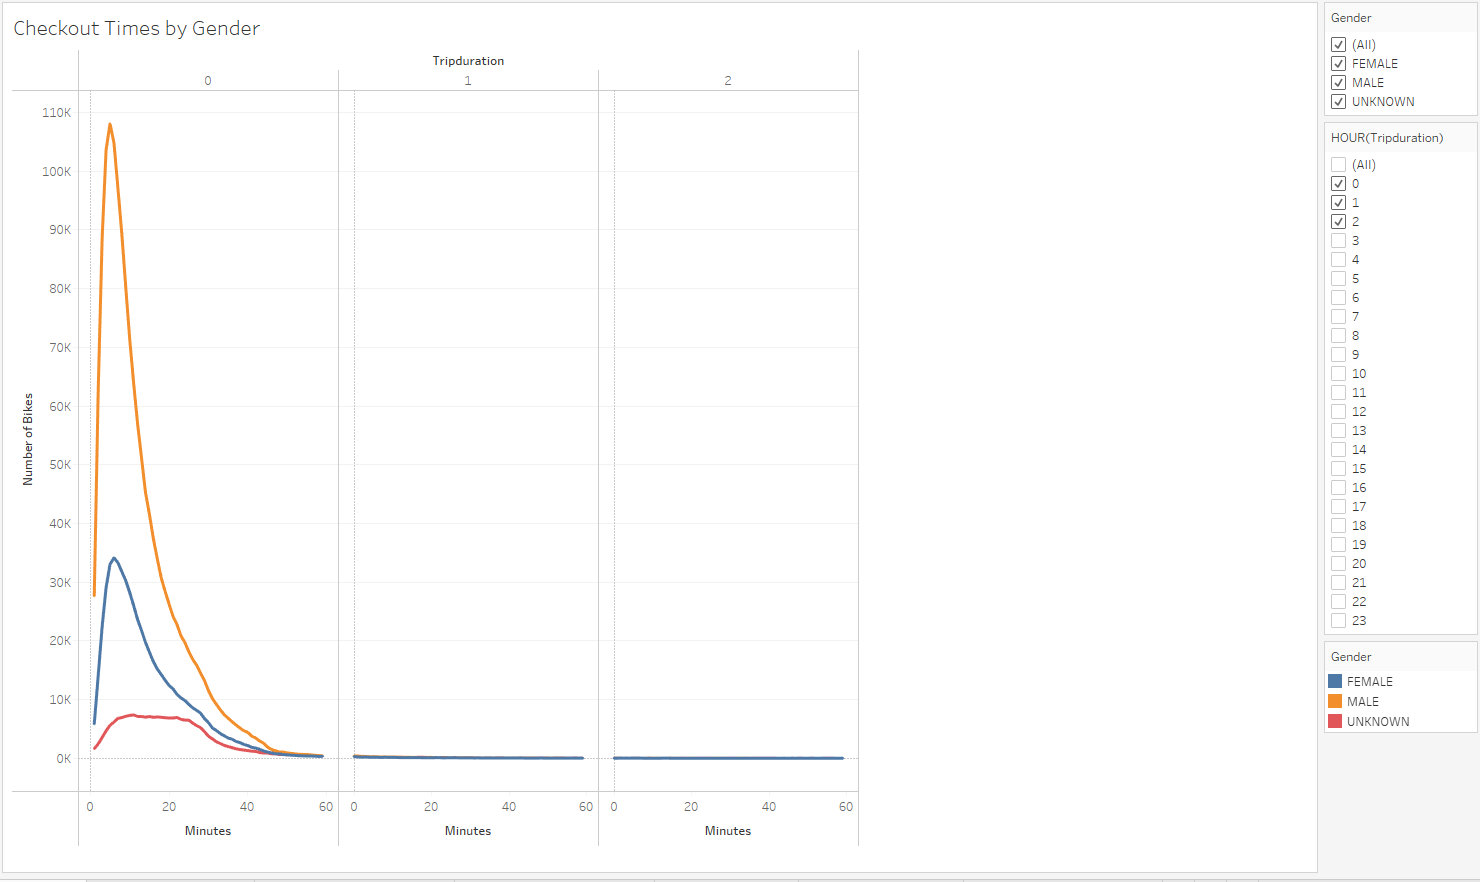 Checkout Times by Gender
Tripduration
0 1 2
110K
100K
90K
80K
70K
60K
50K
40K
30K
20K
10K
0K
Number of Bikes
0 20 40 60 0 20 40 60 0 20 40 60
Minutes Minutes Minutes
Gender
(All)
FEMALE
MALE
UNKNOWN
HOUR(Tripduration)
(All)
0
1
2
3
4
5
6
7
8
9
10
11
12
13
14
15
16
17
18
19
20
21
22
23
Gender
FEMALE
MALE
UNKNOWN